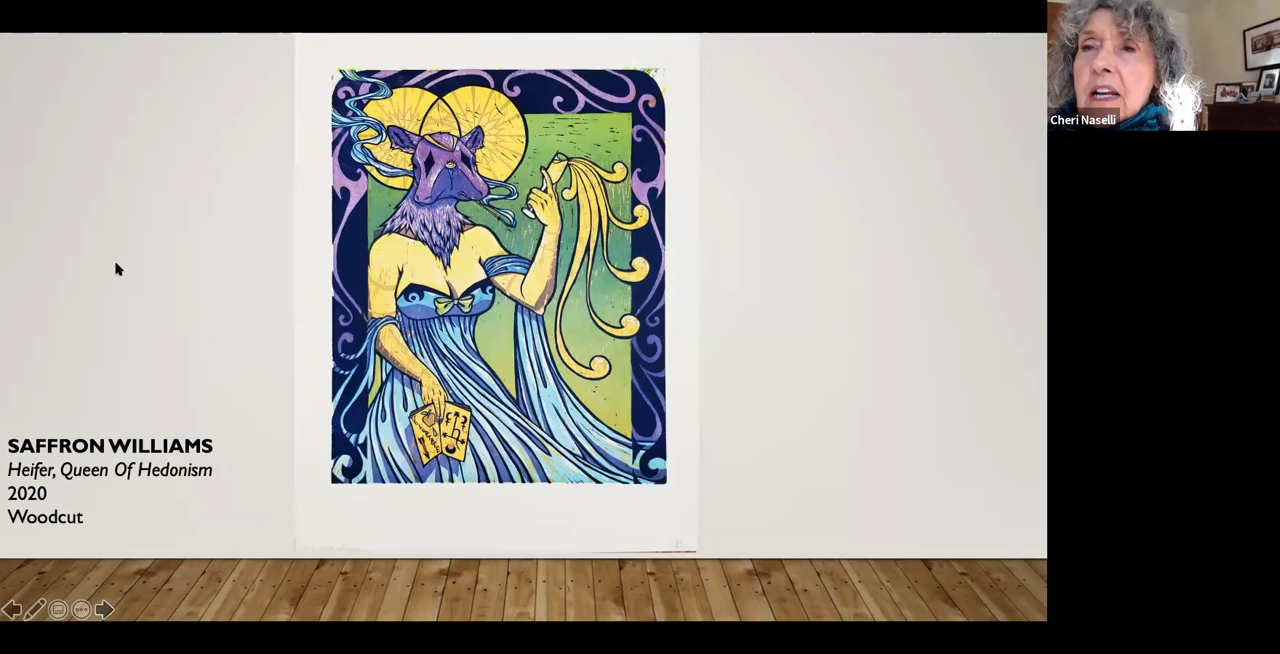 SAFFRON WILLIAMS
Heifer, Queen Of Hedonism
2020
Woodcut
Cheri Naselli